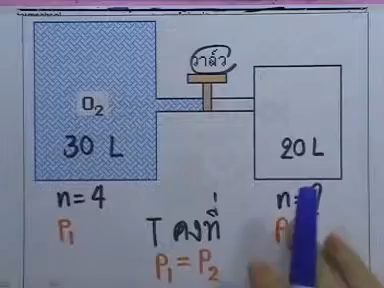 วาล์ว
O₂
30 L
20 L
n = 4
n = ?
P₁
T คงที่
P₁ = P₂